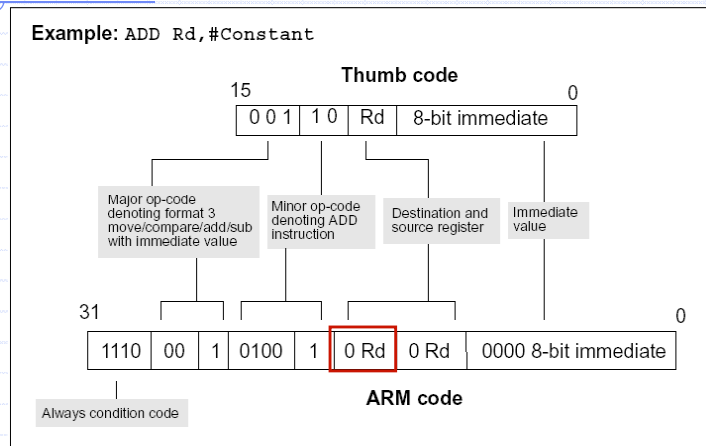 Example: ADD Rd,#Constant
Thumb code
15 0
0 0 1 1 0 Rd 8-bit immediate
Major op-code
denoting format 3
move/compare/add/sub
with immediate value
Minor op-code
denoting ADD
instruction
Destination and
source register
Immediate
value
31 0
1110 00 1 0100 1 0 Rd 0 Rd 0000 8-bit immediate
ARM code
Always condition code